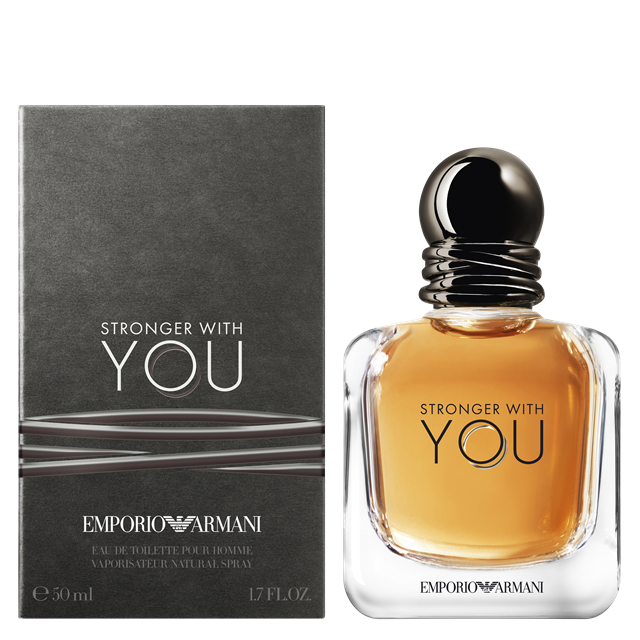 STRONGER WITH
YOU
EMPORIO ARMANI
EAU DE TOILETTE POUR HOMME
VAPORISATEUR NATURAL SPRAY
℮ 50 ml 1.7 FL.OZ.
STRONGER WITH
YOU
EMPORIO ARMANI